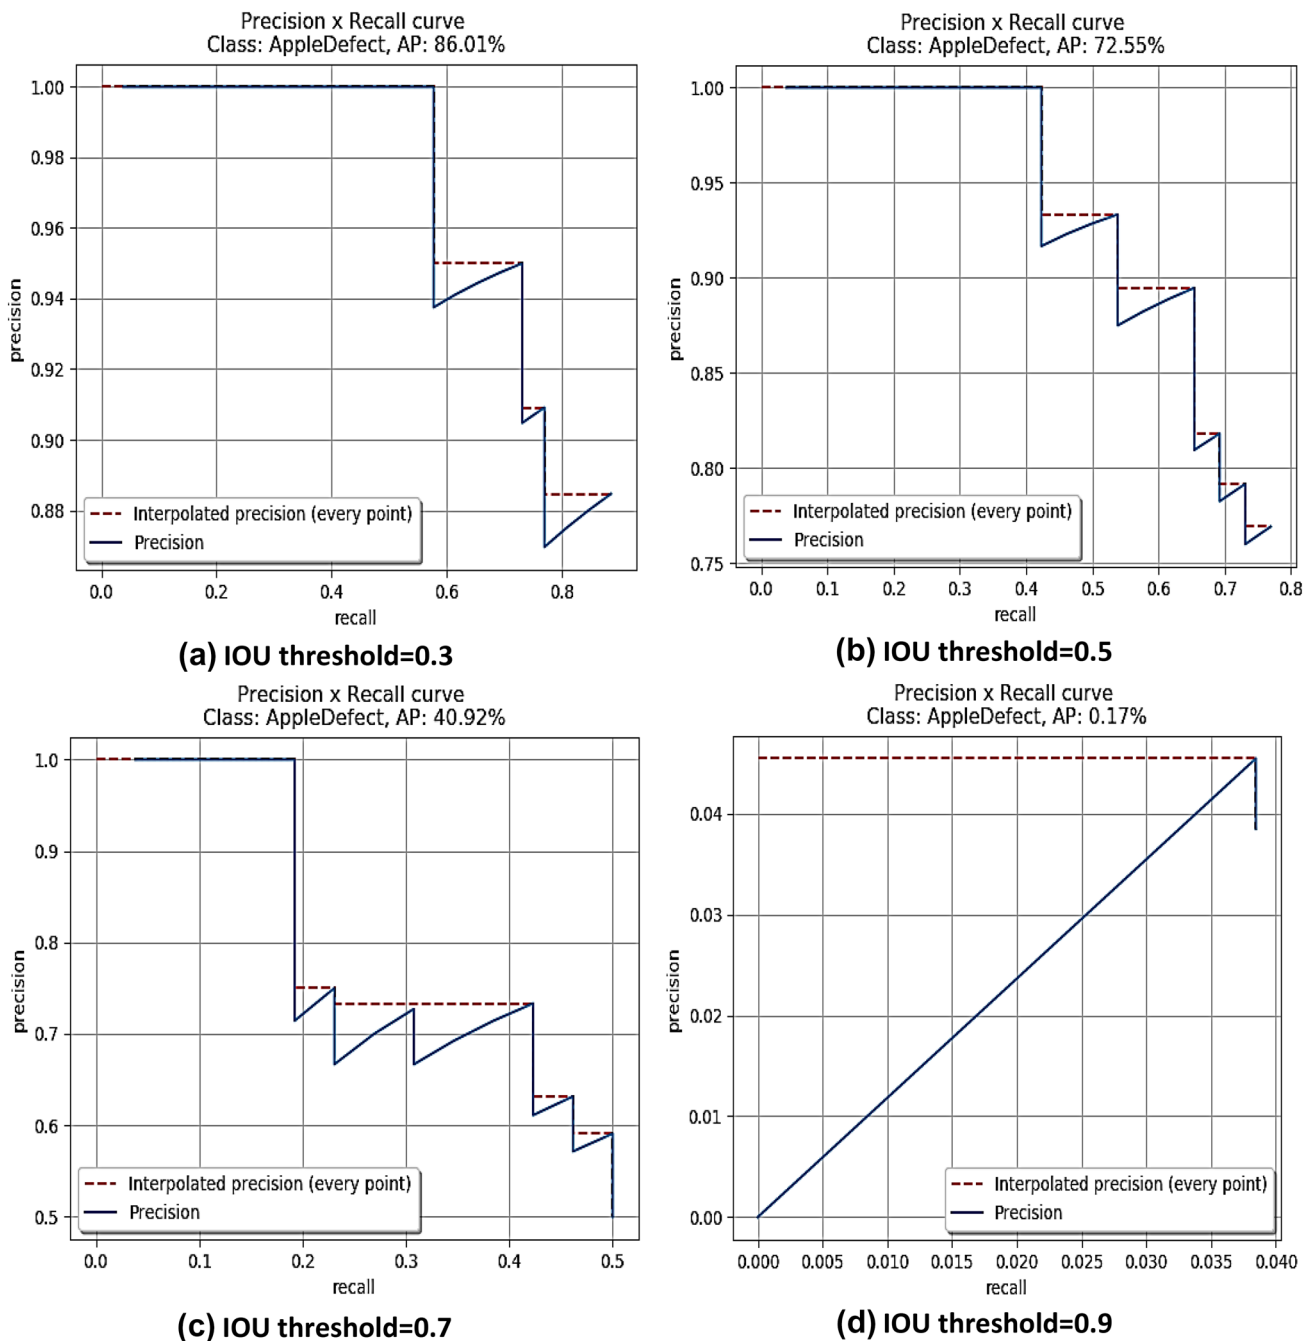 Precision x Recall curve
Class: AppleDefect, AP: 86.01%
1.00
0.98
0.96
0.94
0.92
0.90
0.88
precision
Interpolated precision (every point)
Precision
0.0 0.2 0.4 0.6 0.8
recall
(a) IOU threshold=0.3
Precision x Recall curve
Class: AppleDefect, AP: 72.55%
1.00
0.95
0.90
0.85
0.80
0.75
precision
Interpolated precision (every point)
Precision
0.0 0.1 0.2 0.3 0.4 0.5 0.6 0.7 0.8
recall
(b) IOU threshold=0.5
Precision x Recall curve
Class: AppleDefect, AP: 40.92%
1.0
0.9
0.8
0.7
0.6
0.5
precision
Interpolated precision (every point)
Precision
0.0 0.1 0.2 0.3 0.4 0.5
recall
(c) IOU threshold=0.7
Precision x Recall curve
Class: AppleDefect, AP: 0.17%
0.04
0.03
0.02
0.01
0.00
precision
Interpolated precision (every point)
Precision
0.000 0.005 0.010 0.015 0.020 0.025 0.030 0.035 0.040
recall
(d) IOU threshold=0.9